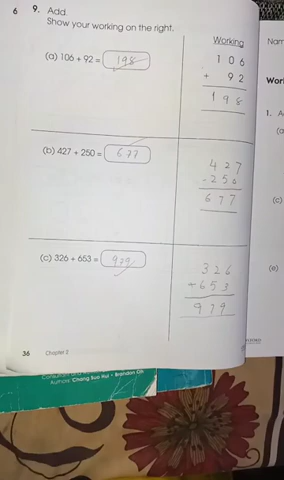 6 9. Add.
Show your working on the right.
Working
(a) 106 + 92 = 198
1 0 6
+ 9 2
1 9 8
(b) 427 + 250 = 677
4 2 7
2 5 0
6 7 7
(c) 326 + 653 = 979
3 2 6
+ 6 5 3
9 7 9
36 Chapter 2
Nam
Wor
1. A
(a
(c)
(e)
Authors: Chang Suo Hui • Brandon Oh